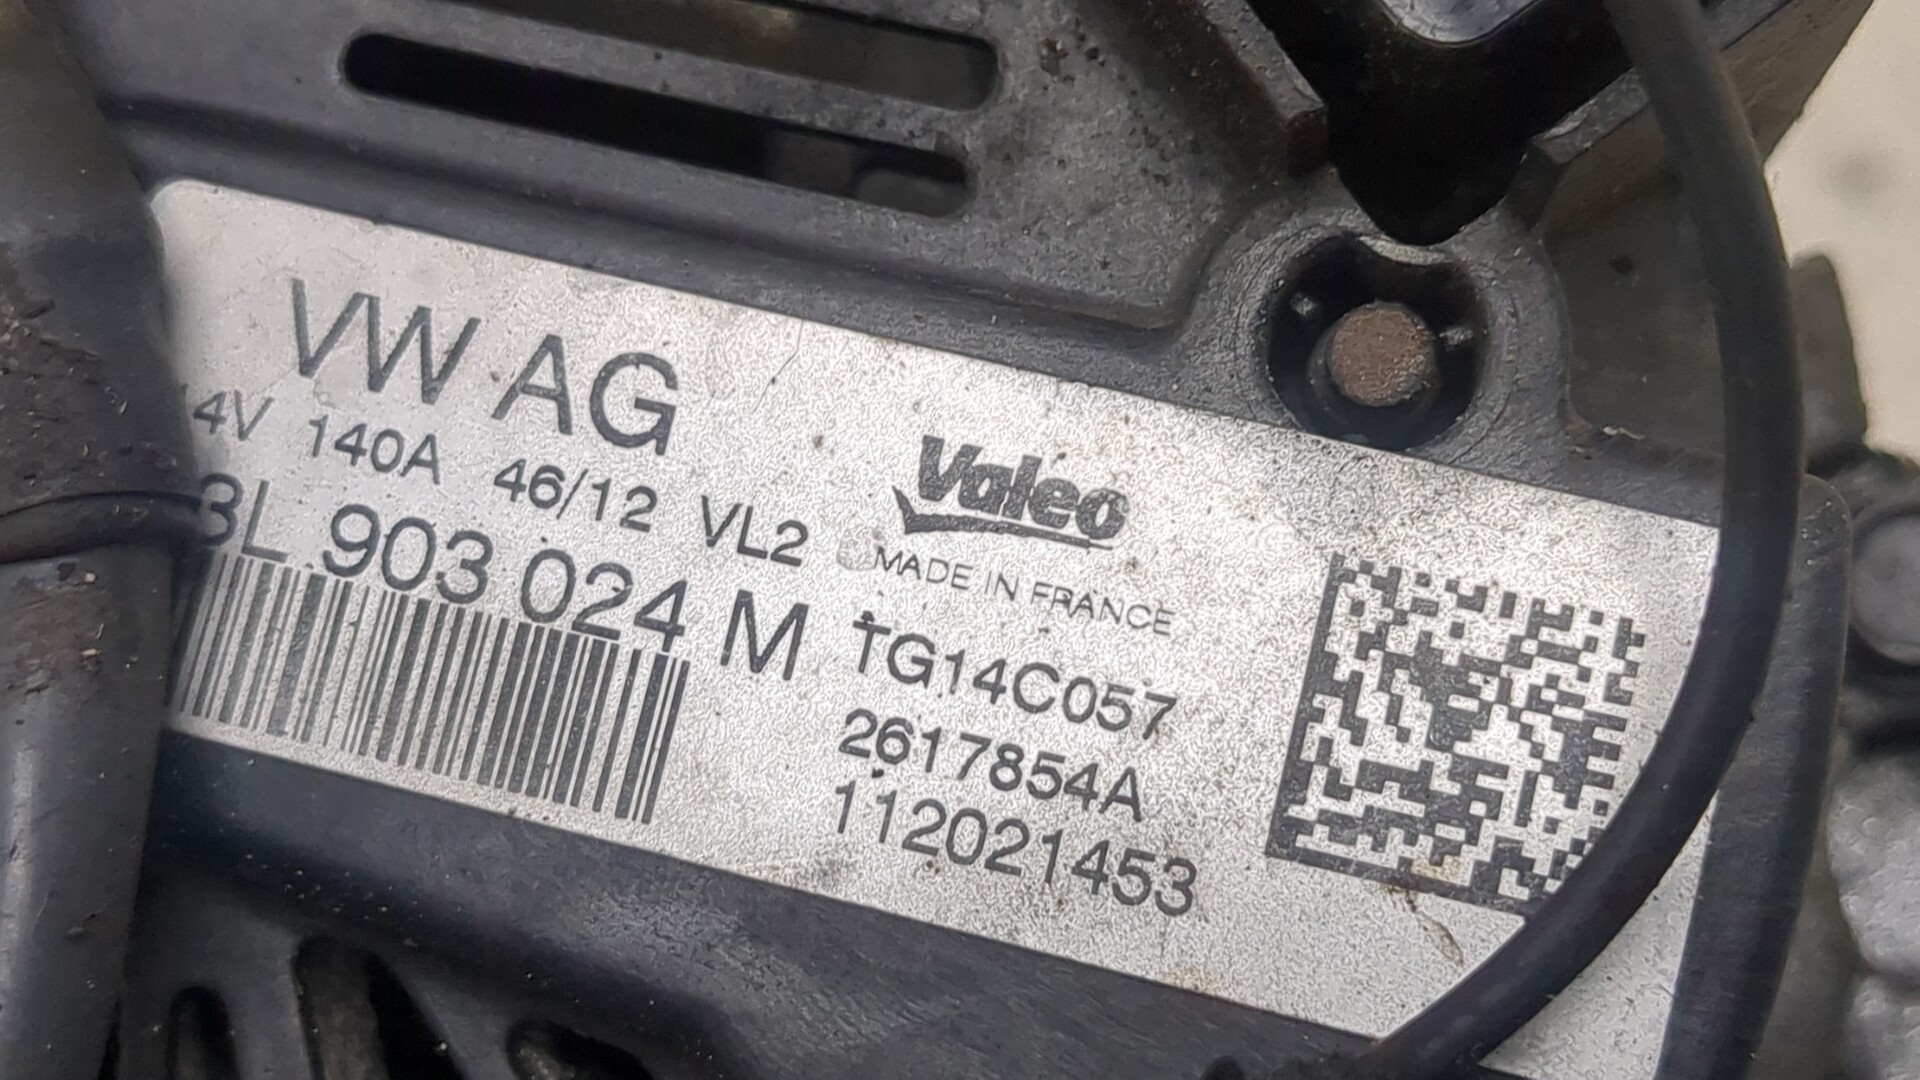 VW AG
4V 140A 46/12 VL2
3L 903 024 M
Valeo
MADE IN FRANCE
TG14C057
2617854A
112021453